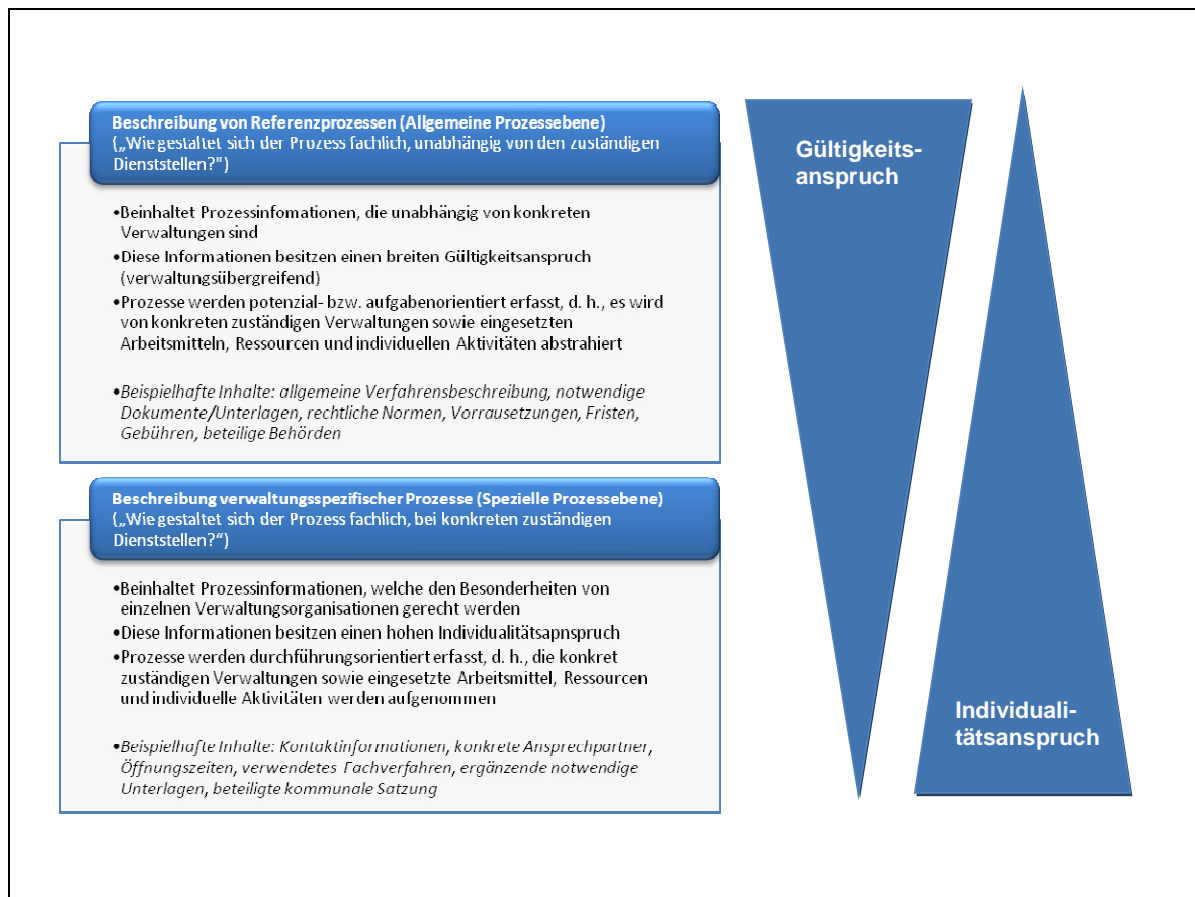 Beschreibung von Referenzprozessen (Allgemeine Prozessebene)
(„Wie gestaltet sich der Prozess fachlich, unabhängig von den zuständigen
Dienststellen?")
•Beinhaltet Prozessinfomationen, die unabhängig von konkreten
Verwaltungen sind
•Diese Informationen besitzen einen breiten Gültigkeitsanspruch
(verwaltungsübergreifend)
•Prozesse werden potenzial- bzw. aufgabenorientiert erfasst, d. h., es wird
von konkreten zuständigen Verwaltungen sowie eingesetzten
Arbeitsmitteln, Ressourcen und individuellen Aktivitäten abstrahiert
•Beispielhafte Inhalte: allgemeine Verfahrensbeschreibung, notwendige
Dokumente/Unterlagen, rechtliche Normen, Vorrausetzungen, Fristen,
Gebühren, beteilige Behörden
Beschreibung verwaltungsspezifischer Prozesse (Spezielle Prozessebene)
(„Wie gestaltet sich der Prozess fachlich, bei konkreten zuständigen
Dienststellen?“)
•Beinhaltet Prozessinformationen, welche den Besonderheiten von
einzelnen Verwaltungsorganisationen gerecht werden
•Diese Informationen besitzen einen hohen Individualitätsapnspruch
•Prozesse werden durchführungsorientiert erfasst, d. h., die konkret
zuständigen Verwaltungen sowie eingesetzte Arbeitsmittel, Ressourcen
und individuelle Aktivitäten werden aufgenommen
•Beispielhafte Inhalte: Kontaktinformationen, konkrete Ansprechpartner,
Öffnungszeiten, verwendetes Fachverfahren, ergänzende notwendige
Unterlagen, beteiligte kommunale Satzung
Gültigkeits-
anspruch
Individuali-
tätsanspruch